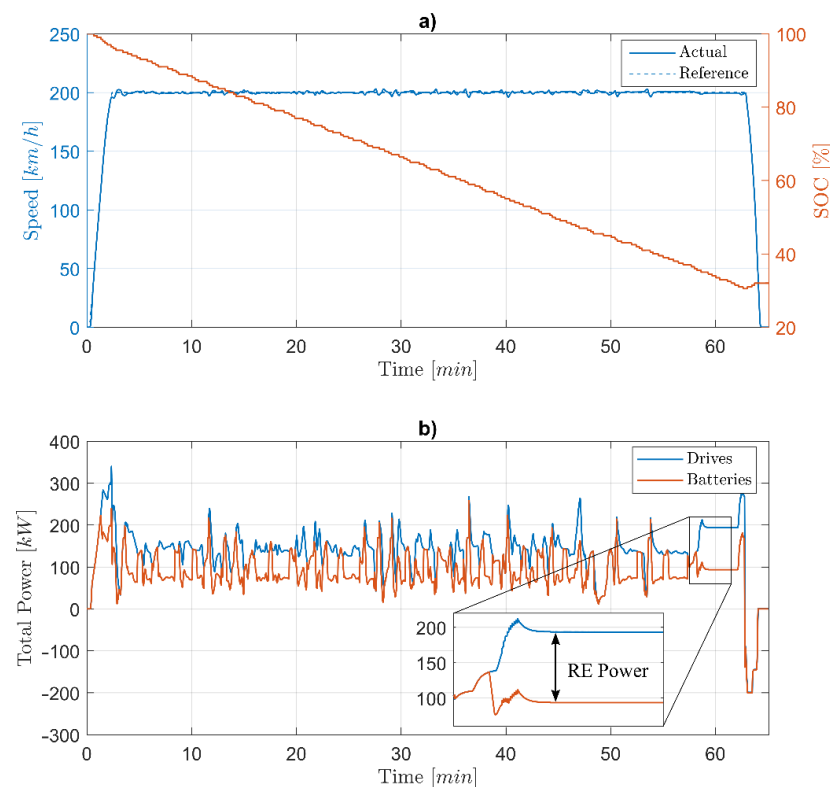 a)
250
200
150
100
50
0
Speed [km/h]
100
80
60
40
20
SOC [%]
Actual
Reference
0 10 20 30 40 50 60
Time [min]
b)
400
300
200
100
0
-100
-200
-300
Total Power [kW]
Drives
Batteries
200
150
100
RE Power
0 10 20 30 40 50 60
Time [min]